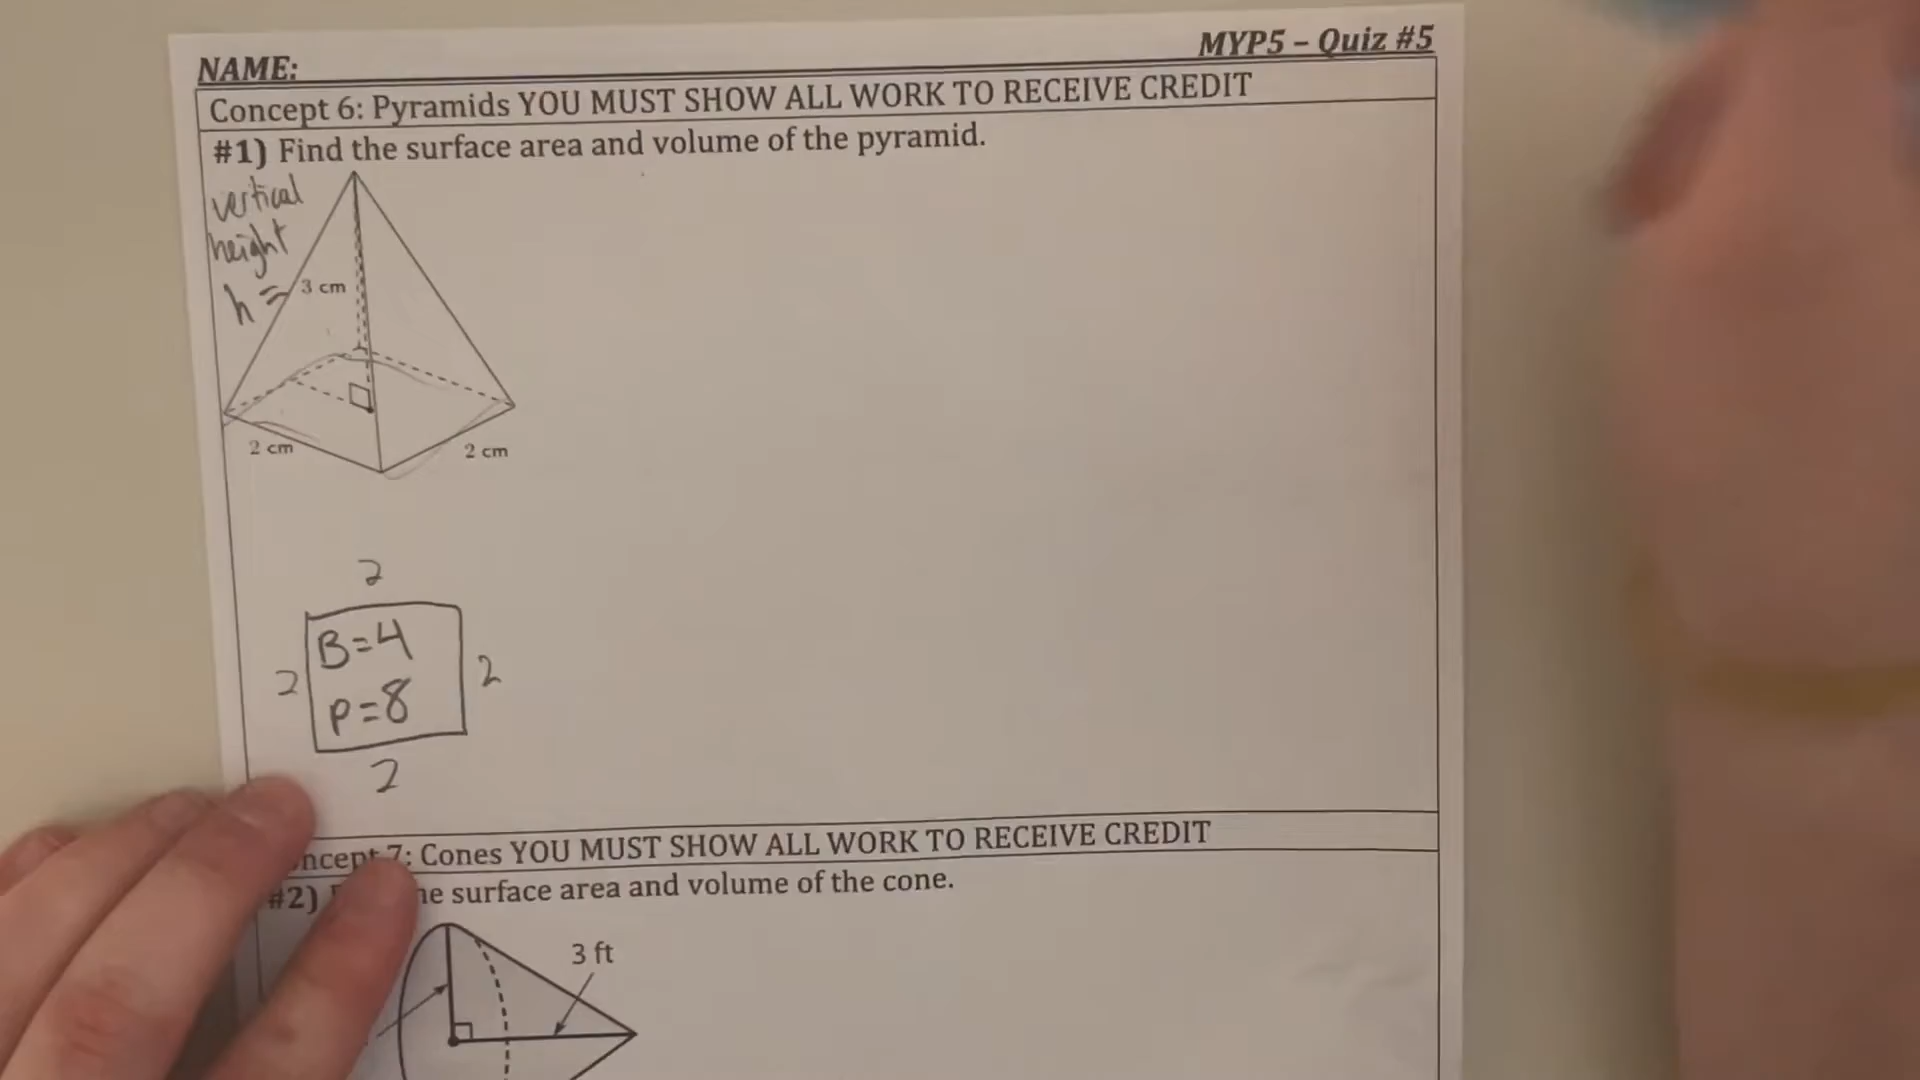 NAME:
MYP5 – Quiz #5
Concept 6: Pyramids YOU MUST SHOW ALL WORK TO RECEIVE CREDIT
#1) Find the surface area and volume of the pyramid.
vertical
height
h =
3 cm
2 cm
2 cm
2
B=4
2
2
P=8
2
ncept 7: Cones YOU MUST SHOW ALL WORK TO RECEIVE CREDIT
#2) he surface area and volume of the cone.
3 ft